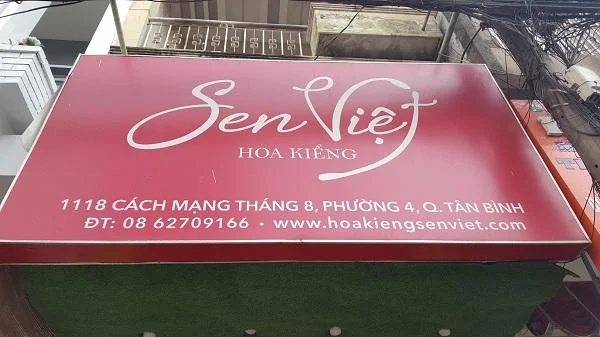 Sen Việt
HOA KIỂNG
1118 CÁCH MẠNG THÁNG 8, PHƯỜNG 4, Q. TÂN BÌNH
ĐT: 08 62709166 · www.hoakiengsenviet.com